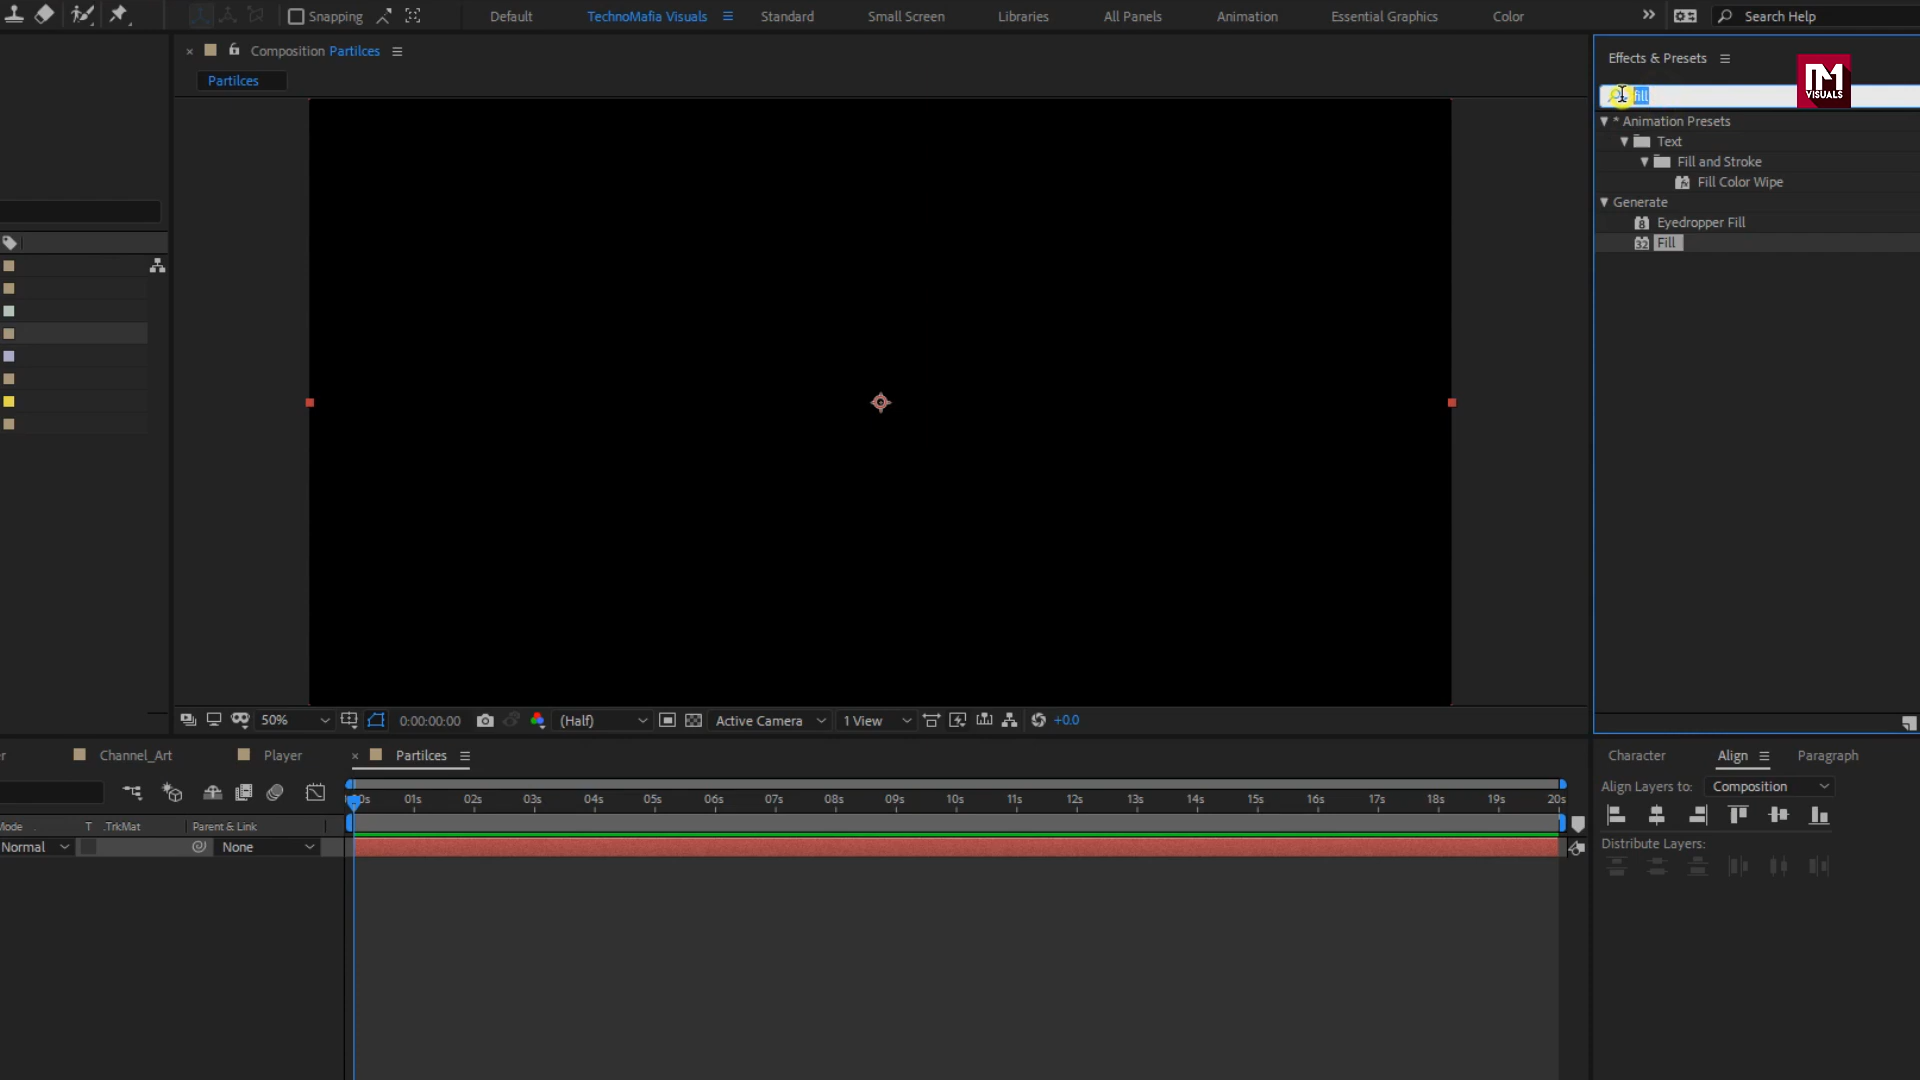 Snapping
Default
TechnoMafia Visuals
Standard
Small Screen
Libraries
All Panels
Animation
Essential Graphics
Color
Search Help
Composition Partilces
Partilces
Effects & Presets
M
VISUALS
fill
* Animation Presets
Text
Fill and Stroke
Fill Color Wipe
Generate
8 Eyedropper Fill
32 Fill
50%
0:00:00:00
(Half)
Active Camera
1 View
+0.0
r
Channel_Art
Player
Partilces
Character
Align
Paragraph
Align Layers to:
Composition
Distribute Layers:
00s 01s 02s 03s 04s 05s 06s 07s 08s 09s 10s 11s 12s 13s 14s 15s 16s 17s 18s 19s 20s
Mode
T .TrkMat
Parent & Link
Normal
None